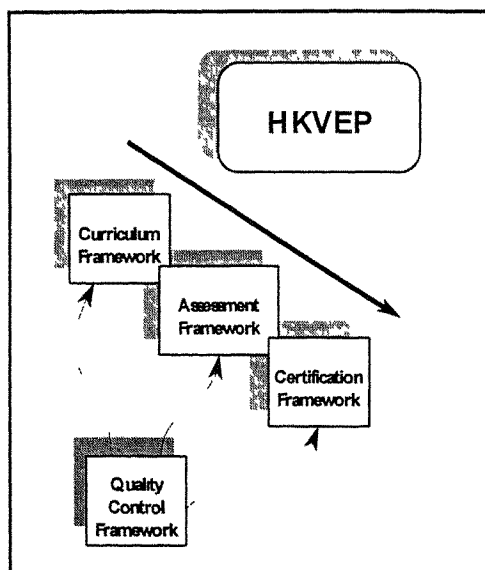 HKVEP
Curriculum
Framework
Assessment
Framework
Certification
Framework
Quality
Control
Framework